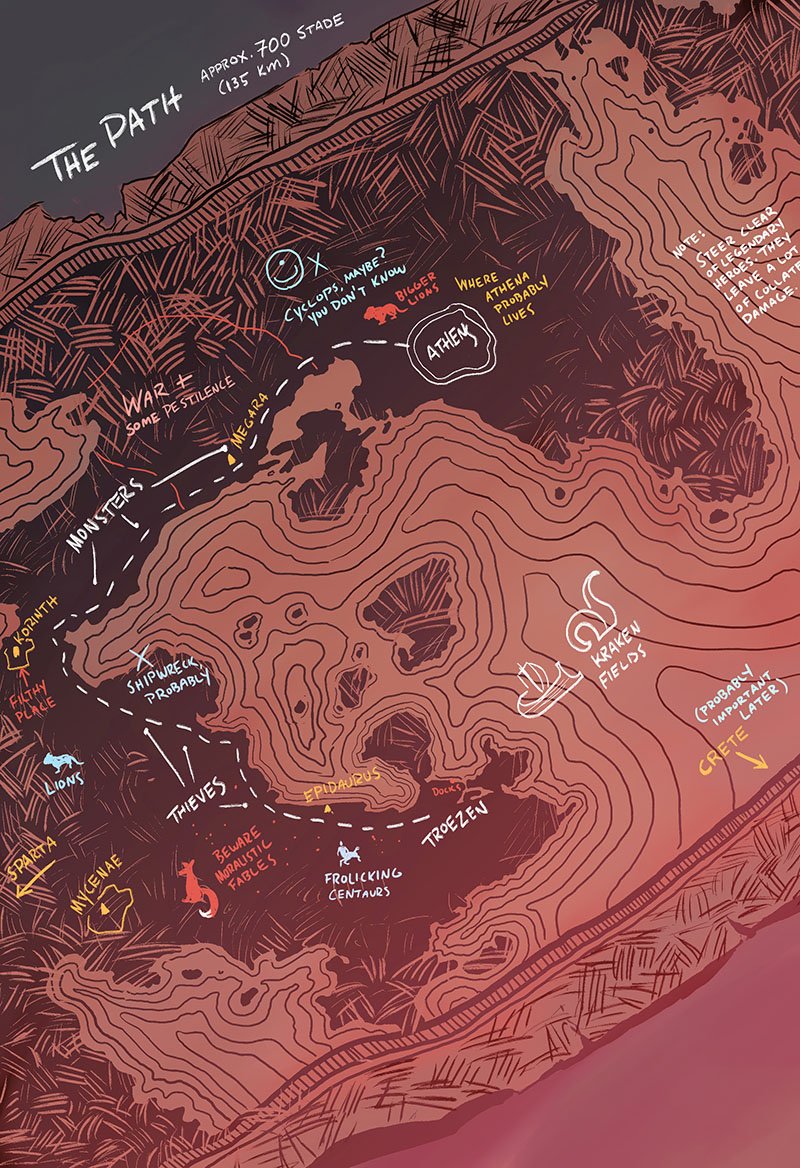 THE PATH
APPROX. 700 STADE
(135 KM)
NOTE:
STEER CLEAR
OF LEGENDARY
HEROES. THEY
LEAVE A LOT
OF COLLATERAL
DAMAGE.
X
CYCLOPS, MAYBE?
YOU DON'T KNOW
BIGGER
LIONS
WHERE
ATHENA
PROBABLY
LIVES
ATHENS
WAR +
SOME PESTILENCE
MEGARA
MONSTERS
KORINTH
FILTHY
PLACE
X
SHIPWRECK,
PROBABLY
KRAKEN
FIELDS
(PROBABLY
IMPORTANT
LATER)
CRETE
LIONS
THIEVES
EPIDAURUS
DOCKS
TROEZEN
SPARTA
MYCENAE
BEWARE
MORALISTIC
FABLES
FROLICKING
CENTAURS